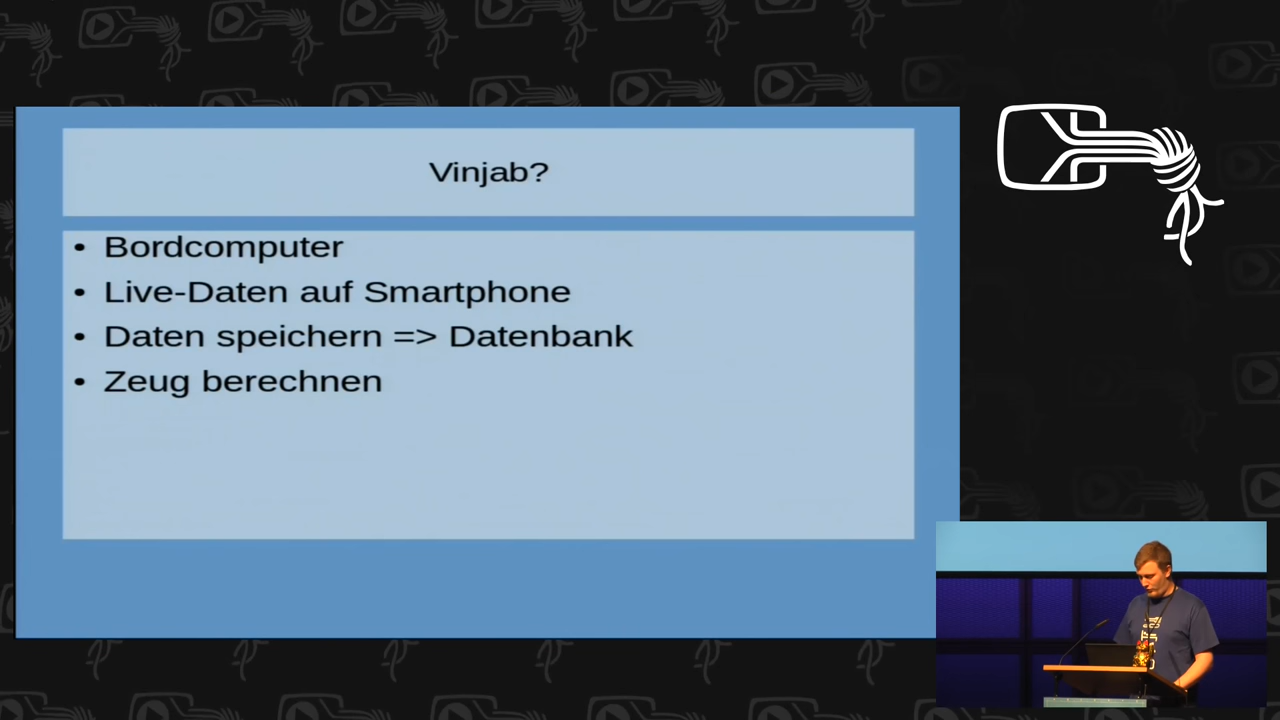 Vinjab?
• Bordcomputer
• Live-Daten auf Smartphone
• Daten speichern => Datenbank
• Zeug berechnen